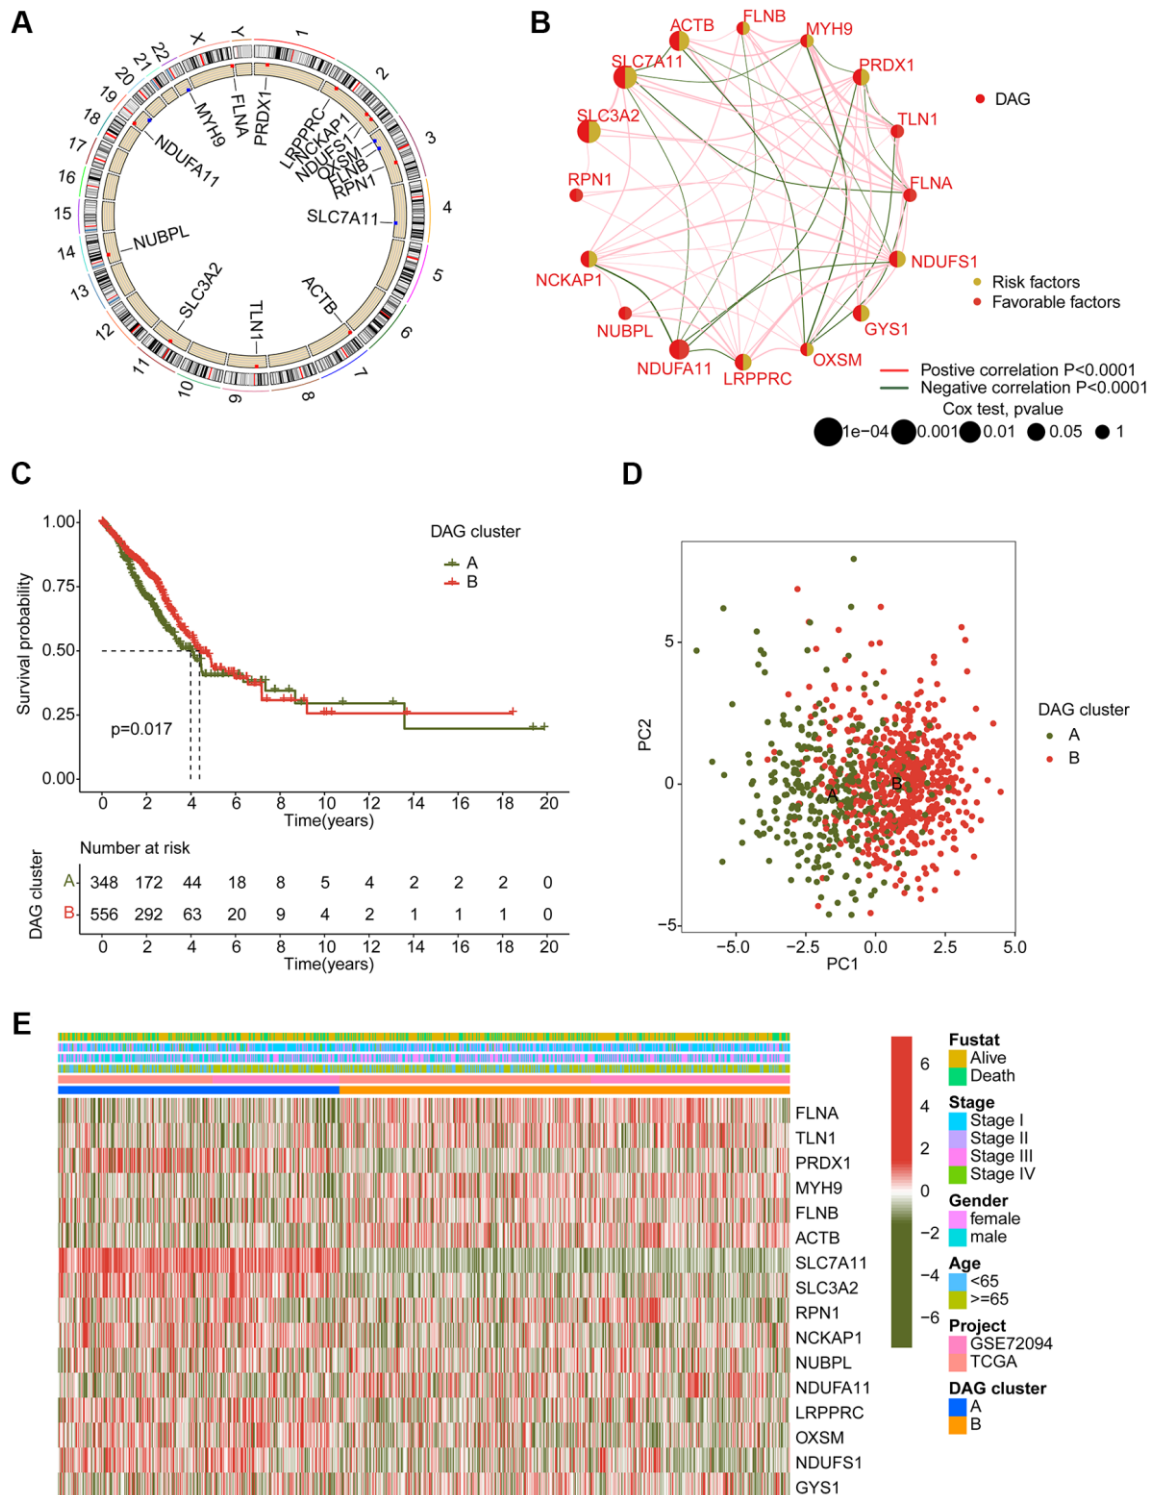 A
1
2
3
4
5
6
7
8
9
10
11
12
13
14
15
16
17
18
19
20
21
22
X
Y
PRDX1
LRPPRC
NCKAP1
NDUFS1
OXSM
FLNB
RPN1
SLC7A11
ACTB
TLN1
SLC3A2
NUBPL
NDUFA11
MYH9
FLNA
B
FLNB
MYH9
PRDX1
TLN1
FLNA
NDUFS1
GYS1
OXSM
LRPPRC
NDUFA11
NUBPL
NCKAP1
RPN1
SLC3A2
SLC7A11
ACTB
DAG
Risk factors
Favorable factors
Postive correlation P<0.0001
Negative correlation P<0.0001
Cox test, pvalue
1e−04 0.001 0.01 0.05 1
C
Survival probability
1.00
0.75
0.50
0.25
0.00
p=0.017
DAG cluster
A
B
0 2 4 6 8 10 12 14 16 18 20
Time(years)
Number at risk
DAG cluster
A 348 172 44 18 8 5 4 2 2 2 0
B 556 292 63 20 9 4 2 1 1 1 0
0 2 4 6 8 10 12 14 16 18 20
Time(years)
D
PC2
5
0
−5
A
B
−5.0 −2.5 0.0 2.5 5.0
PC1
DAG cluster
A
B
E
FLNA
TLN1
PRDX1
MYH9
FLNB
ACTB
SLC7A11
SLC3A2
RPN1
NCKAP1
NUBPL
NDUFA11
LRPPRC
OXSM
NDUFS1
GYS1
6
4
2
0
−2
−4
−6
Fustat
Alive
Death
Stage
Stage I
Stage II
Stage III
Stage IV
Gender
female
male
Age
<65
>=65
Project
GSE72094
TCGA
DAG cluster
A
B